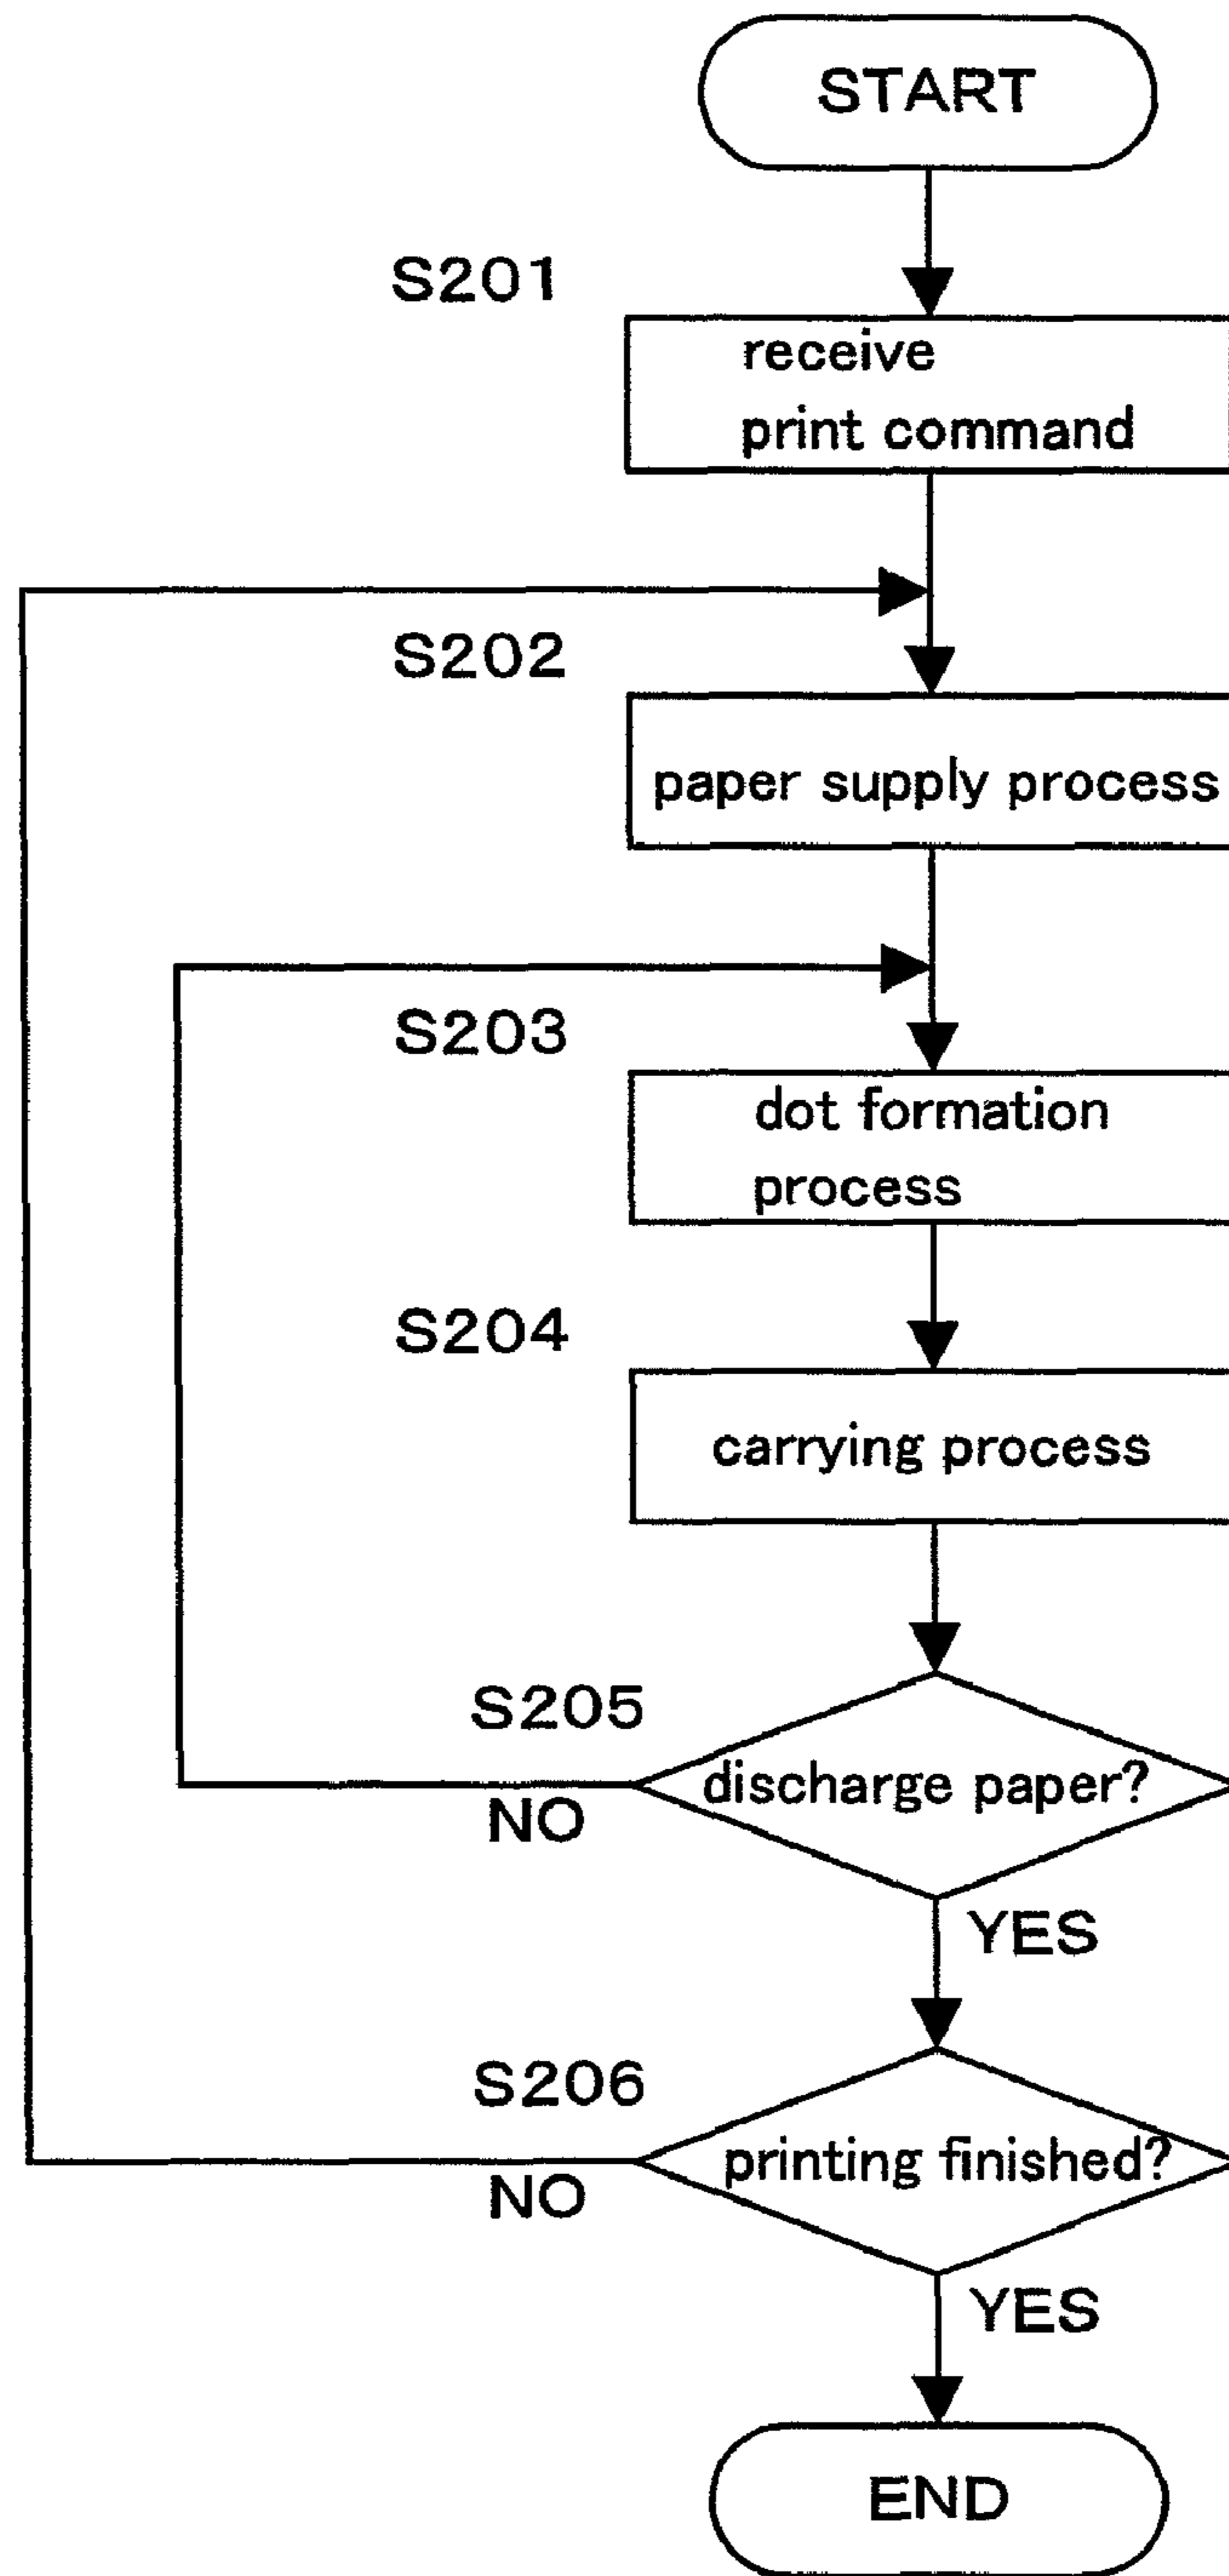 START
S201
receive
print command
S202
paper supply process
S203
dot formation
process
S204
carrying process
S205
discharge paper?
NO
YES
S206
printing finished?
NO
YES
END